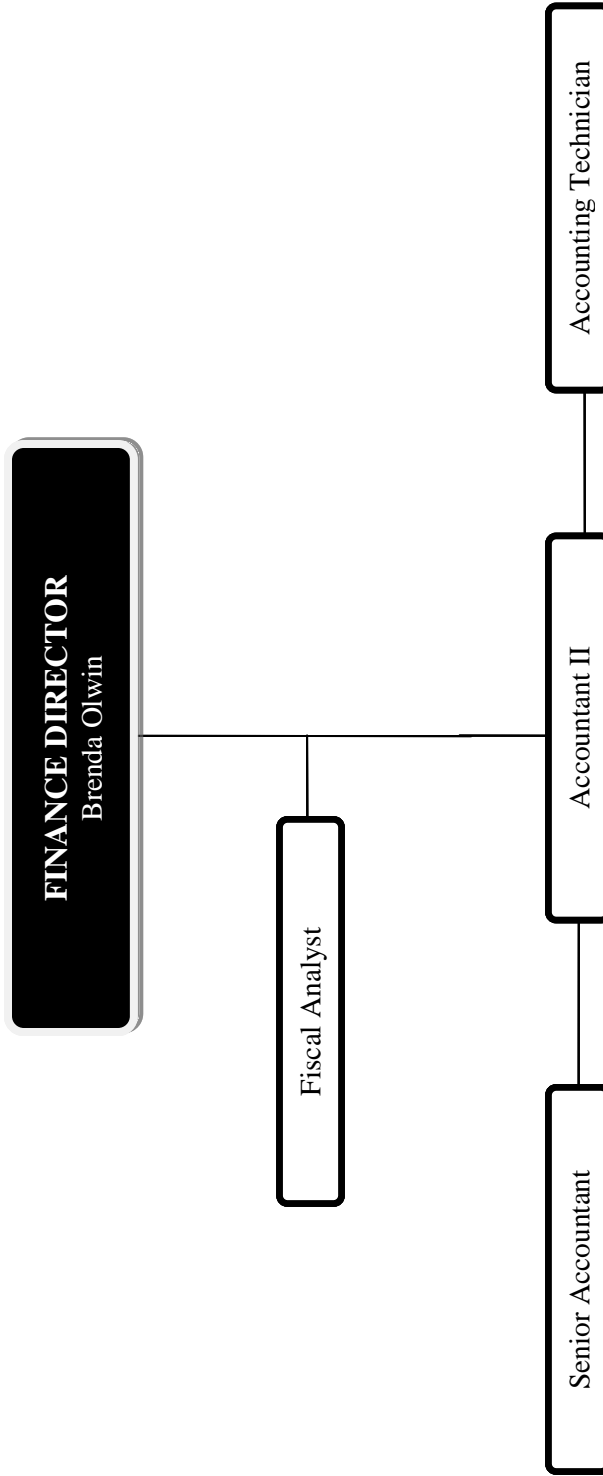 FINANCE DIRECTOR
Brenda Olwin
Fiscal Analyst
Senior Accountant
Accountant II
Accounting Technician